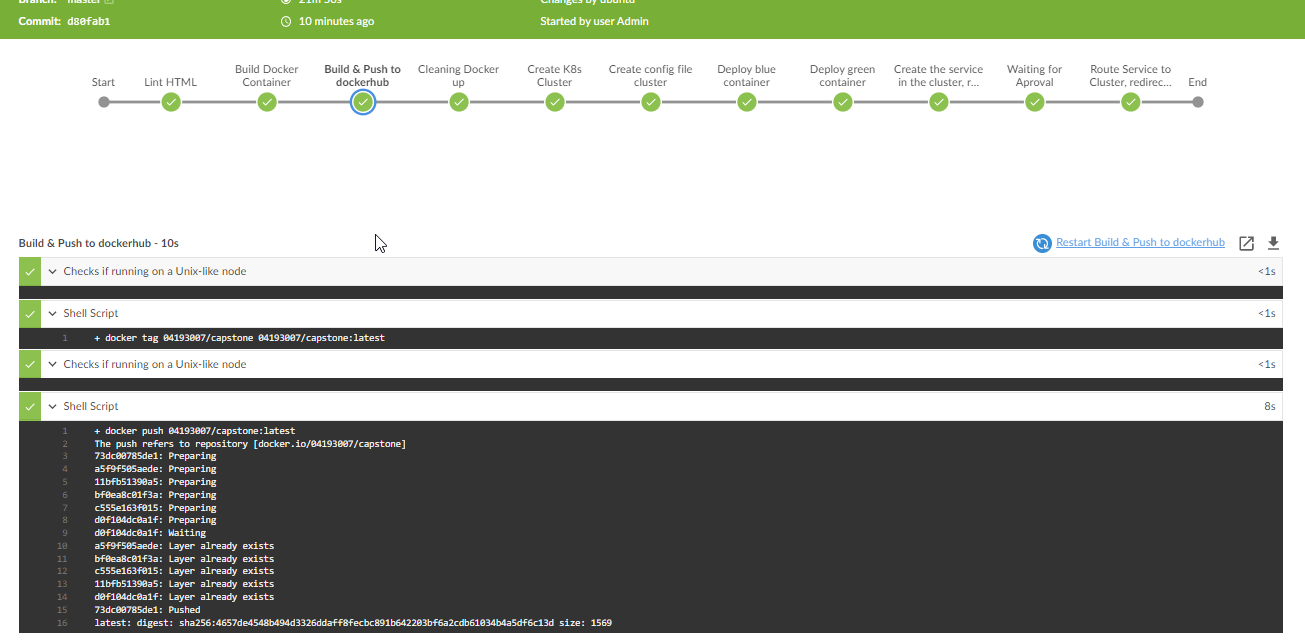 Branch: master 21m 50s Changes by ubuntu
Commit: d80fab1 10 minutes ago Started by user Admin
Start
Lint HTML
Build Docker
Container
Build & Push to
dockerhub
Cleaning Docker
up
Create K8s
Cluster
Create config file
cluster
Deploy blue
container
Deploy green
container
Create the service
in the cluster, r...
Waiting for
Aproval
Route Service to
Cluster, redirec...
End
Build & Push to dockerhub - 10s Restart Build & Push to dockerhub
Checks if running on a Unix-like node <1s
Shell Script <1s
1 + docker tag 04193007/capstone 04193007/capstone:latest
Checks if running on a Unix-like node <1s
Shell Script 8s
1 + docker push 04193007/capstone:latest
2 The push refers to repository [docker.io/04193007/capstone]
3 73dc00785de1: Preparing
4 a5f9f505aede: Preparing
5 11bfb51390a5: Preparing
6 bf0ea8c01f3a: Preparing
7 c555e163f015: Preparing
8 d0f104dc0a1f: Preparing
9 d0f104dc0a1f: Waiting
10 a5f9f505aede: Layer already exists
11 bf0ea8c01f3a: Layer already exists
12 c555e163f015: Layer already exists
13 11bfb51390a5: Layer already exists
14 d0f104dc0a1f: Layer already exists
15 73dc00785de1: Pushed
16 latest: digest: sha256:4657de4548b494d3326ddaff8fecbc891b642203bf6a2cdb61034b4a5df6c13d size: 1569